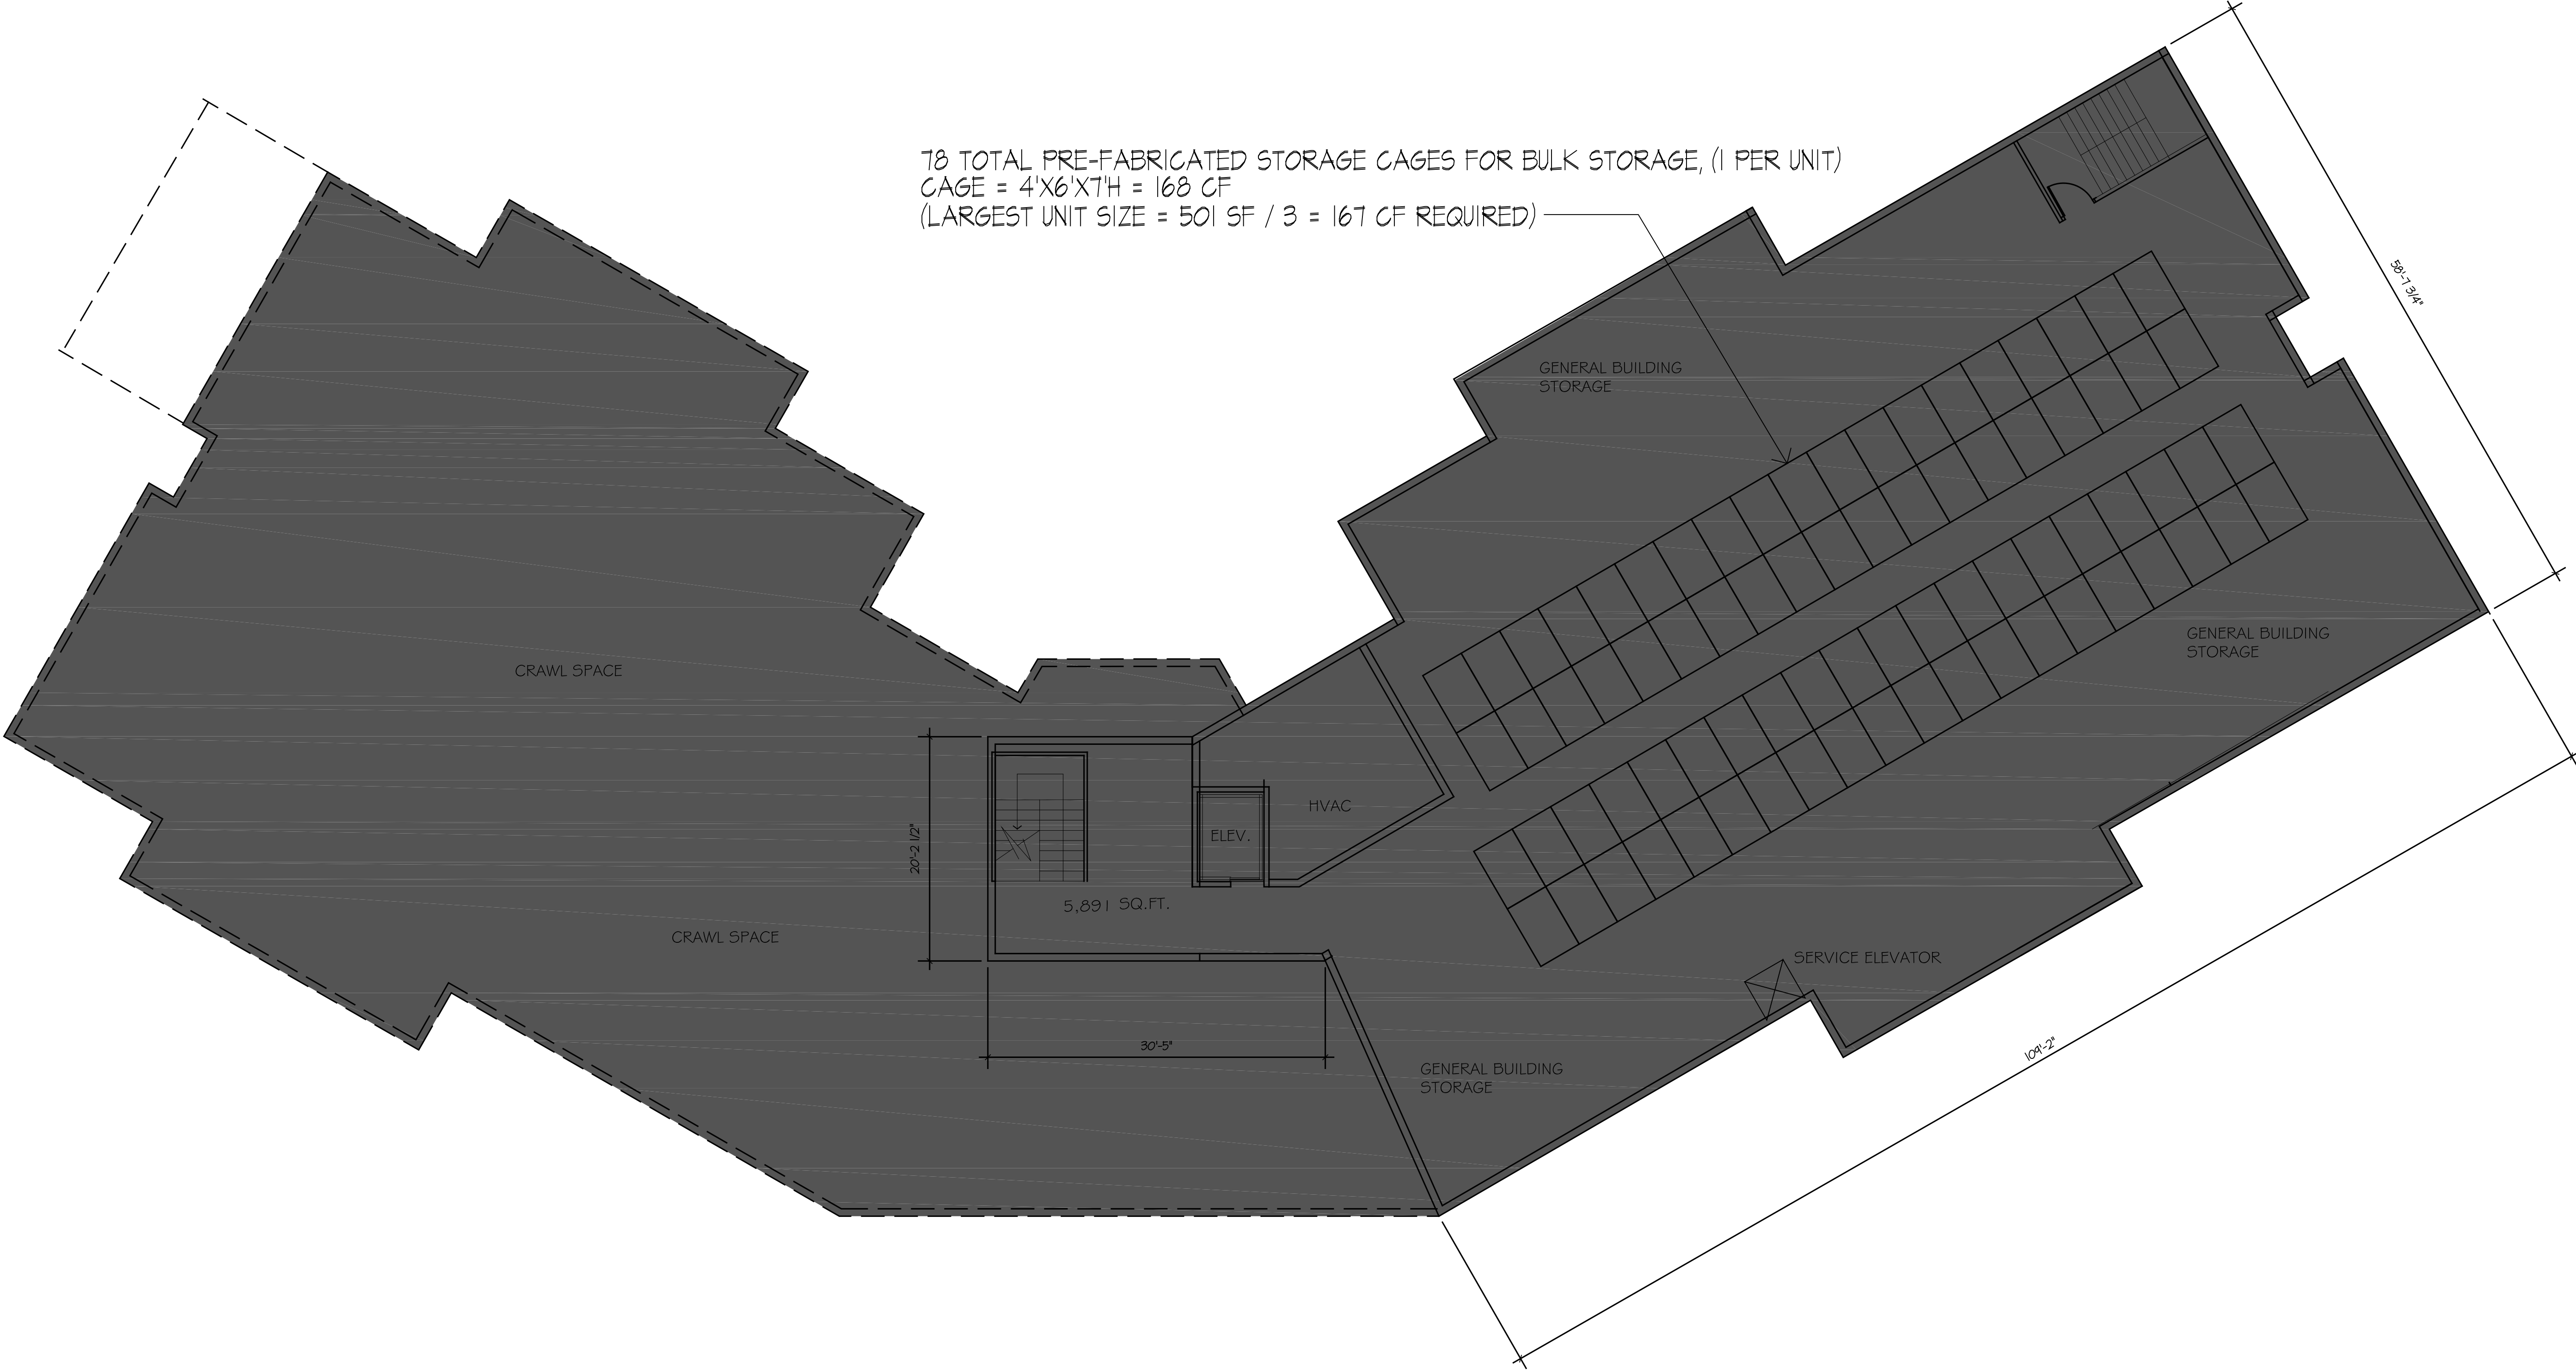 78 TOTAL PRE-FABRICATED STORAGE CAGES FOR BULK STORAGE, (1 PER UNIT)
CAGE = 4'X6'X7'H = 168 CF
(LARGEST UNIT SIZE = 501 SF / 3 = 167 CF REQUIRED)
58'-7 3/4"
GENERAL BUILDING
STORAGE
GENERAL BUILDING
STORAGE
CRAWL SPACE
HVAC
ELEV.
20'-2 1/2"
5,891 SQ.FT.
CRAWL SPACE
SERVICE ELEVATOR
30'-5"
109'-2"
GENERAL BUILDING
STORAGE